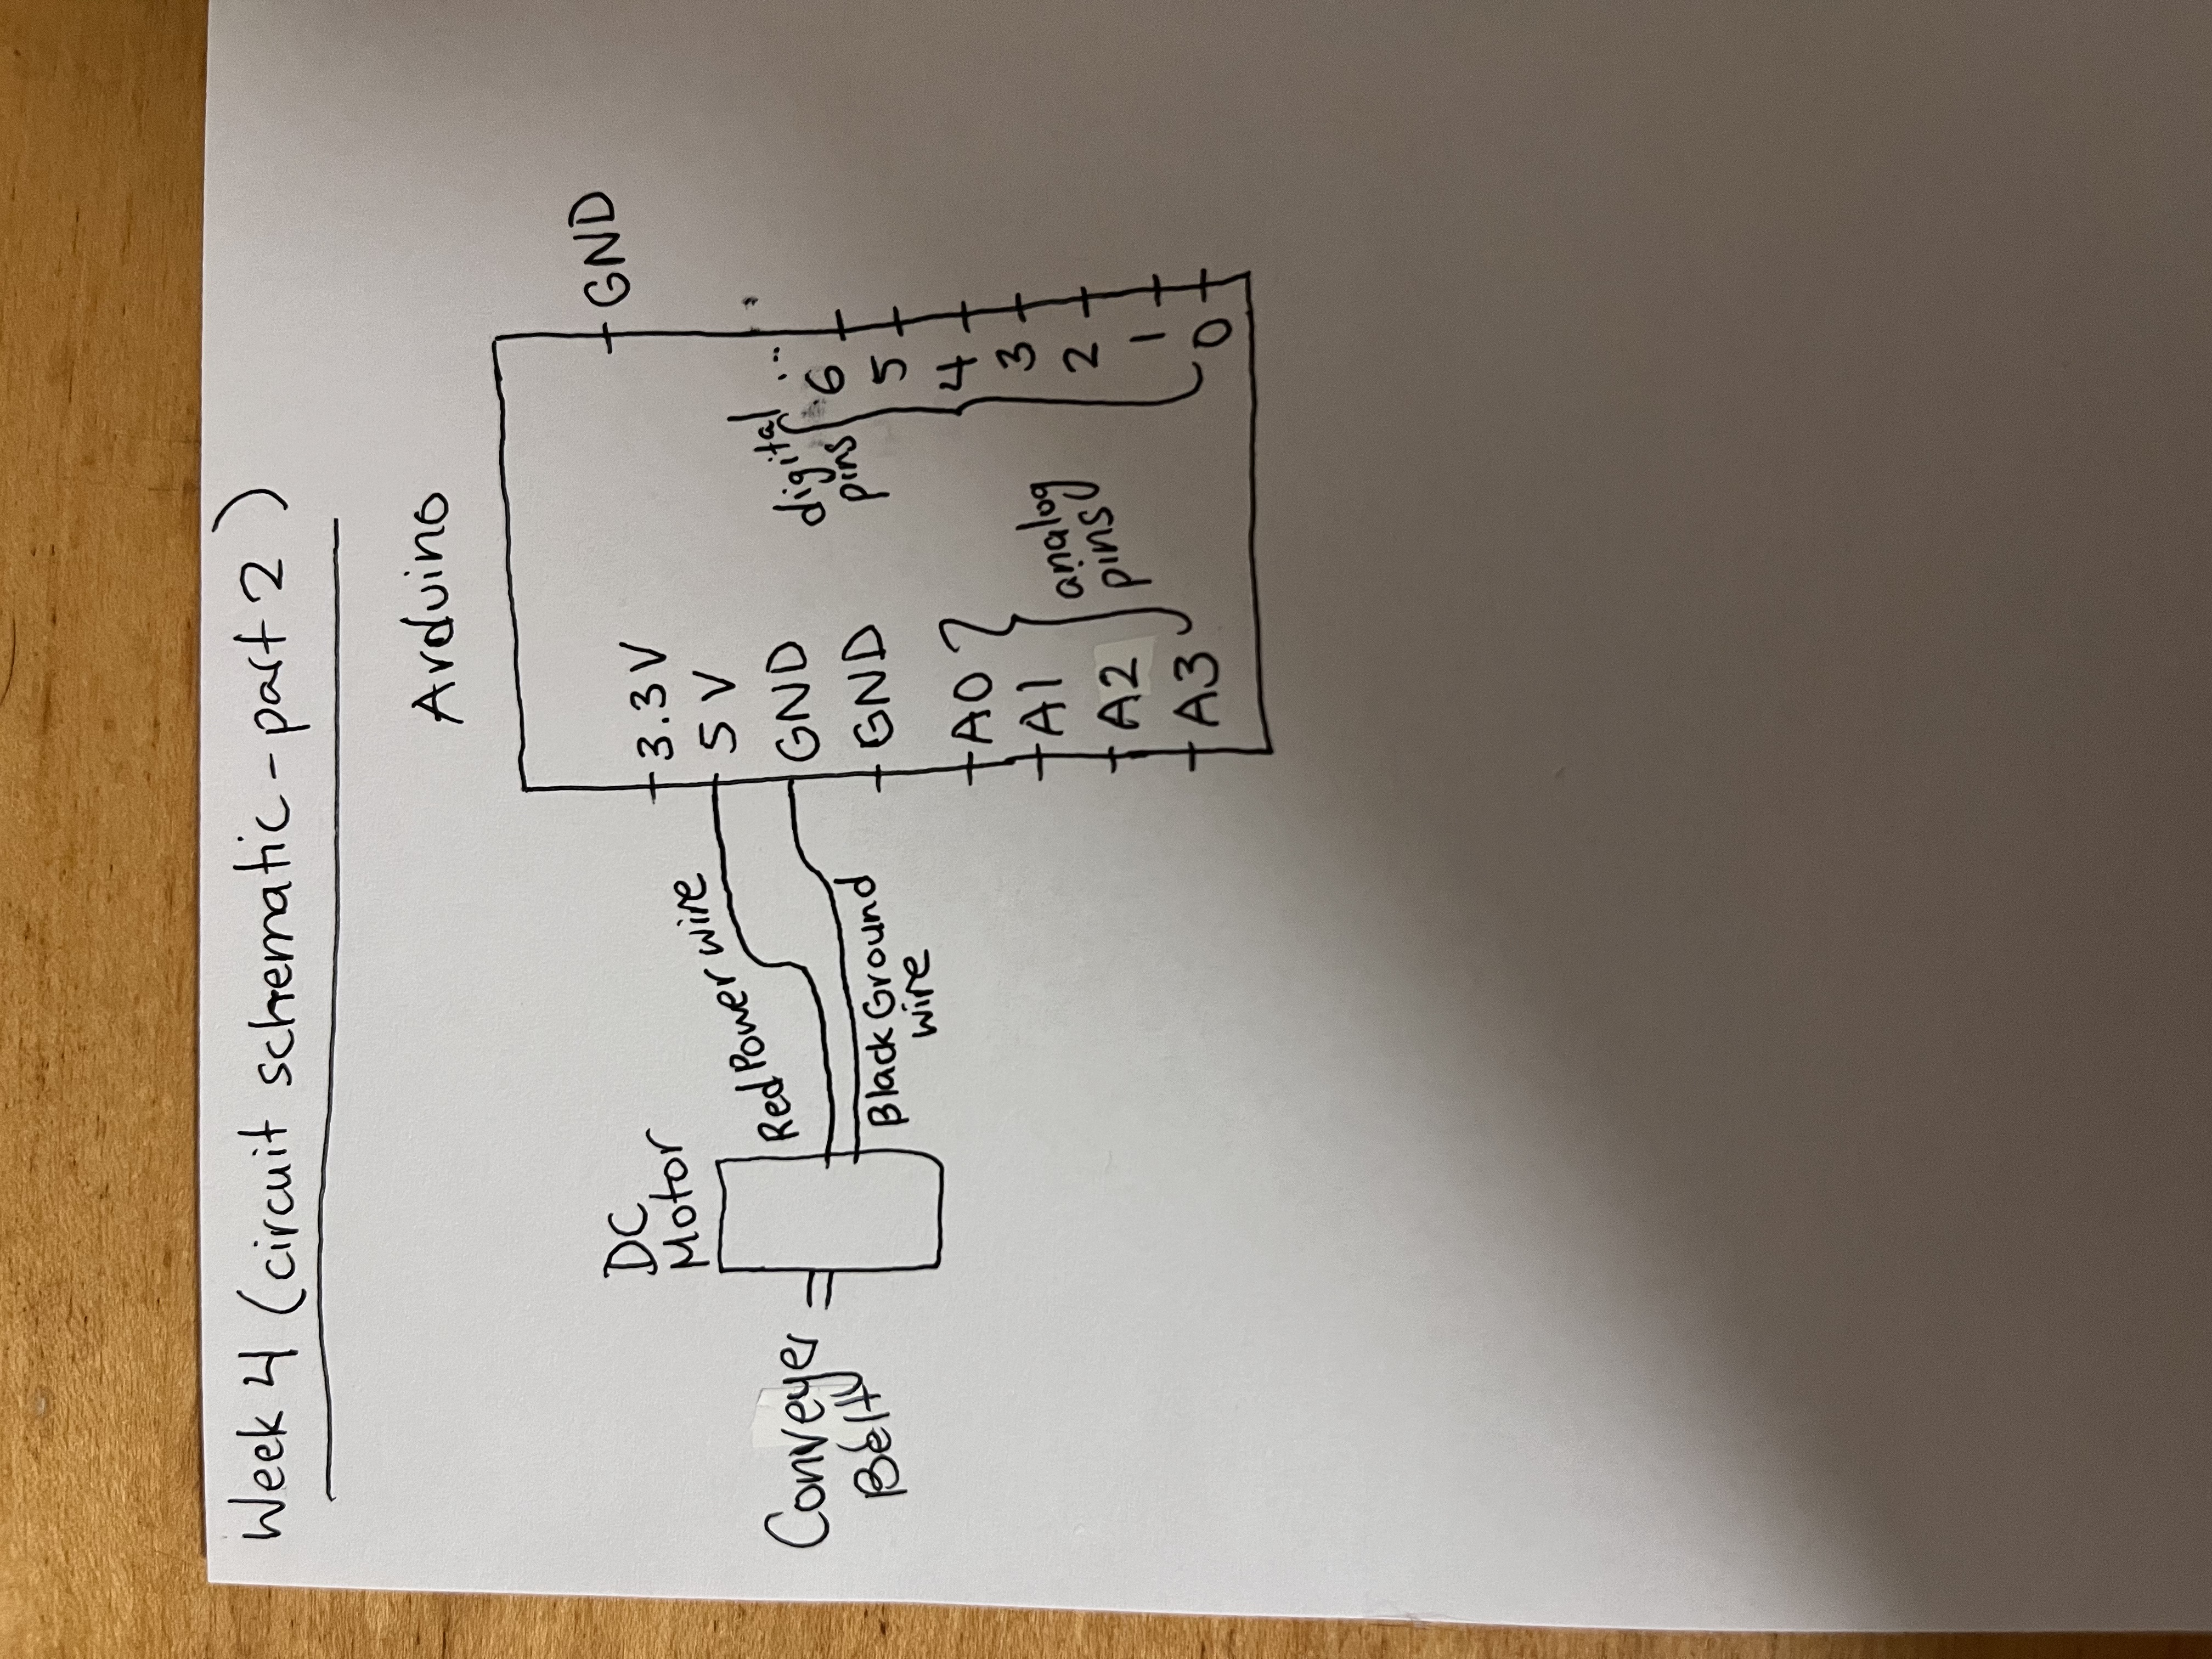 Week 4 (circuit schematic - part 2)
Arduino
DC
Motor
Conveyer
Belt
Red Power wire
Black Ground
wire
3.3V
5V
GND
GND
A0
A1
A2
A3
analog
pins
GND
digital
pins
...
6
5
4
3
2
1
0